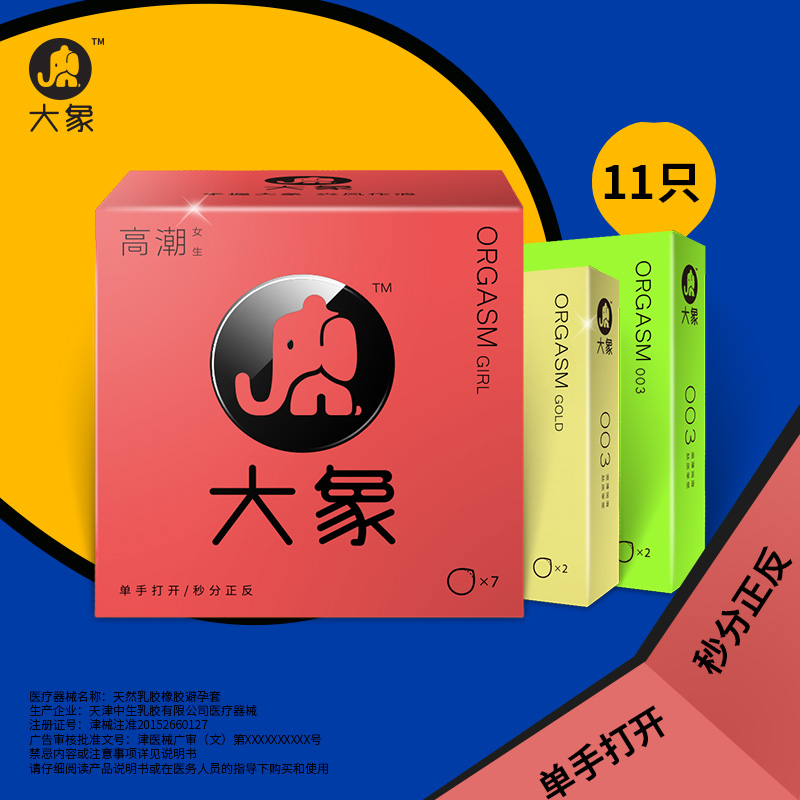 TM
大象
11只
大象
高潮女生
ORGASM GIRL
TM
大象
单手打开/秒分正反
×7
ORGASM GOLD
大象
003
×2
ORGASM 003
大象
003
×2
秒分正反
单手打开
医疗器械名称：天然乳胶橡胶避孕套
生产企业：天津中生乳胶有限公司医疗器械
注册证号：津械注准20152660127
广告审核批准文号：津医械广审（文）第XXXXXXXXXX号
禁忌内容或注意事项详见说明书
请仔细阅读产品说明书或在医务人员的指导下购买和使用